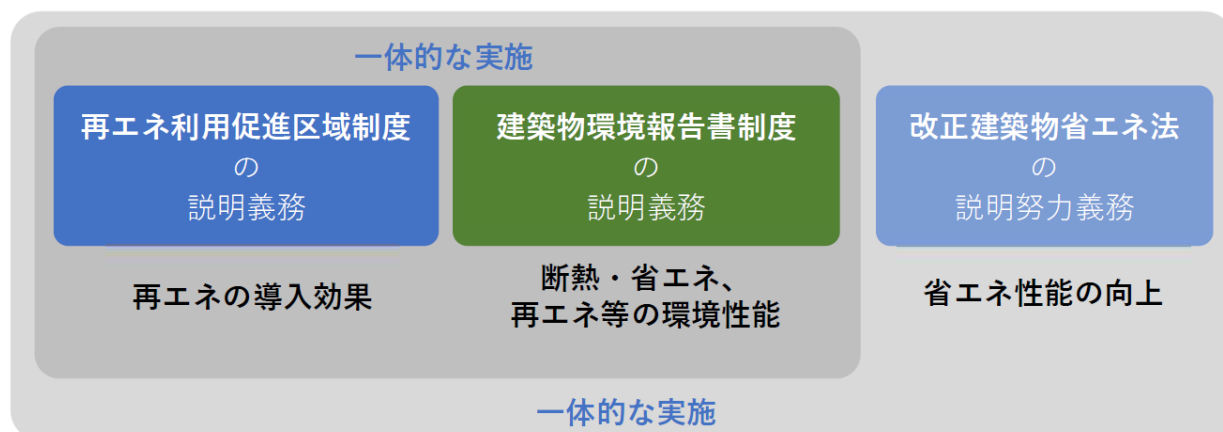 一体的な実施
再エネ利用促進区域制度
の
説明義務
再エネの導入効果
建築物環境報告書制度
の
説明義務
断熱・省エネ、
再エネ等の環境性能
改正建築物省エネ法
の
説明努力義務
省エネ性能の向上
一体的な実施